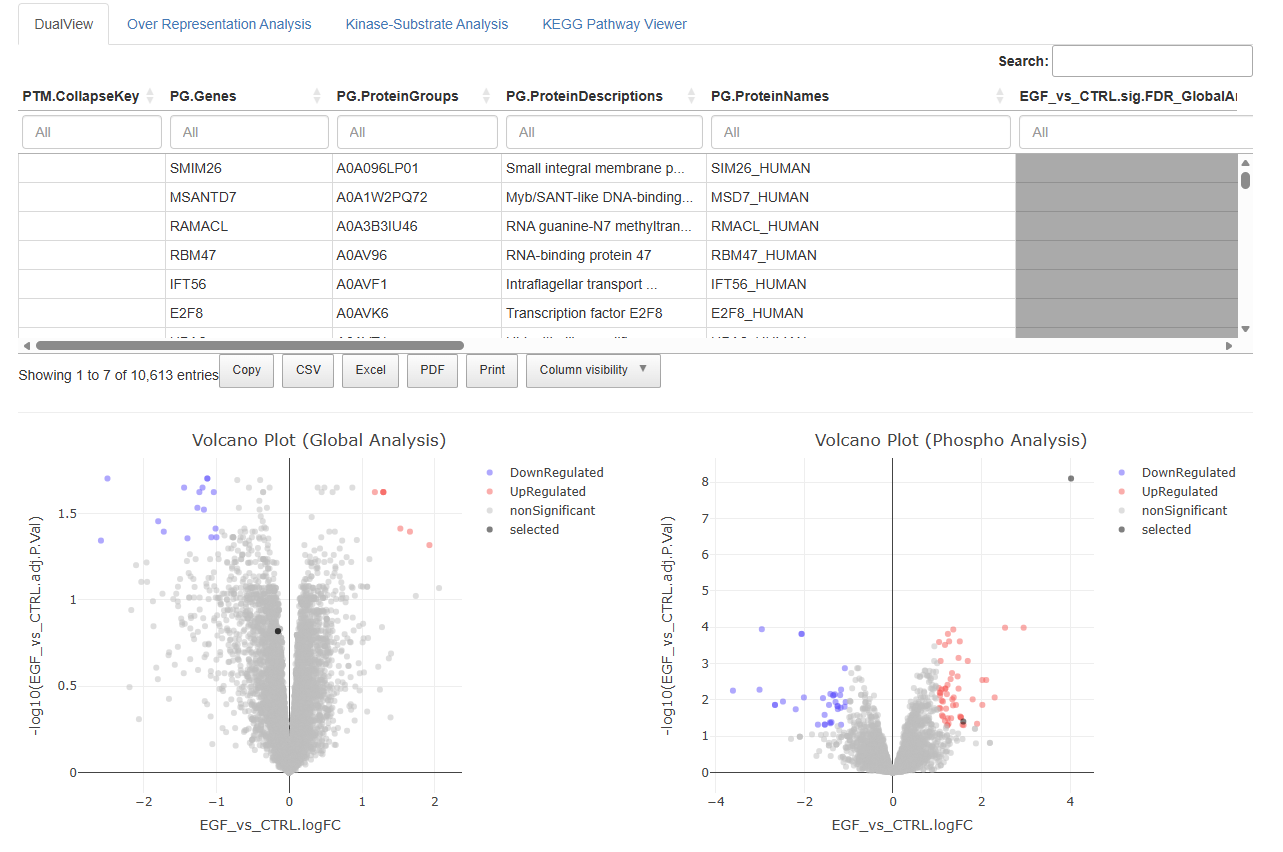 DualView Over Representation Analysis Kinase-Substrate Analysis KEGG Pathway Viewer
Search:
PTM.CollapseKey PG.Genes PG.ProteinGroups PG.ProteinDescriptions PG.ProteinNames EGF_vs_CTRL.sig.FDR_GlobalAn
All All All All All All
SMIM26 A0A096LP01 Small integral membrane p... SIM26_HUMAN
MSANTD7 A0A1W2PQ72 Myb/SANT-like DNA-binding... MSD7_HUMAN
RAMACL A0A3B3IU46 RNA guanine-N7 methyltran... RMACL_HUMAN
RBM47 A0AV96 RNA-binding protein 47 RBM47_HUMAN
IFT56 A0AVF1 Intraflagellar transport ... IFT56_HUMAN
E2F8 A0AVK6 Transcription factor E2F8 E2F8_HUMAN
Showing 1 to 7 of 10,613 entries Copy CSV Excel PDF Print Column visibility
Volcano Plot (Global Analysis)
DownRegulated
UpRegulated
nonSignificant
selected
-log10(EGF_vs_CTRL.adj.P.Val)
1.5
1
0.5
0
−2 −1 0 1 2
EGF_vs_CTRL.logFC
Volcano Plot (Phospho Analysis)
DownRegulated
UpRegulated
nonSignificant
selected
-log10(EGF_vs_CTRL.adj.P.Val)
8
7
6
5
4
3
2
1
0
−4 −2 0 2 4
EGF_vs_CTRL.logFC